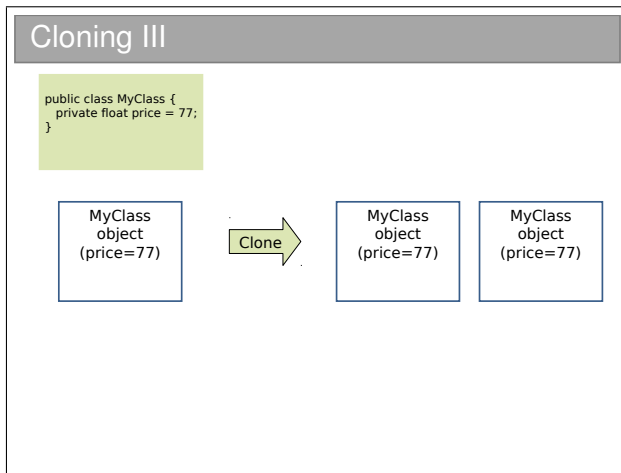 Cloning III
public class MyClass {
private float price = 77;
}
MyClass
object
(price=77)
Clone
MyClass
object
(price=77)
MyClass
object
(price=77)